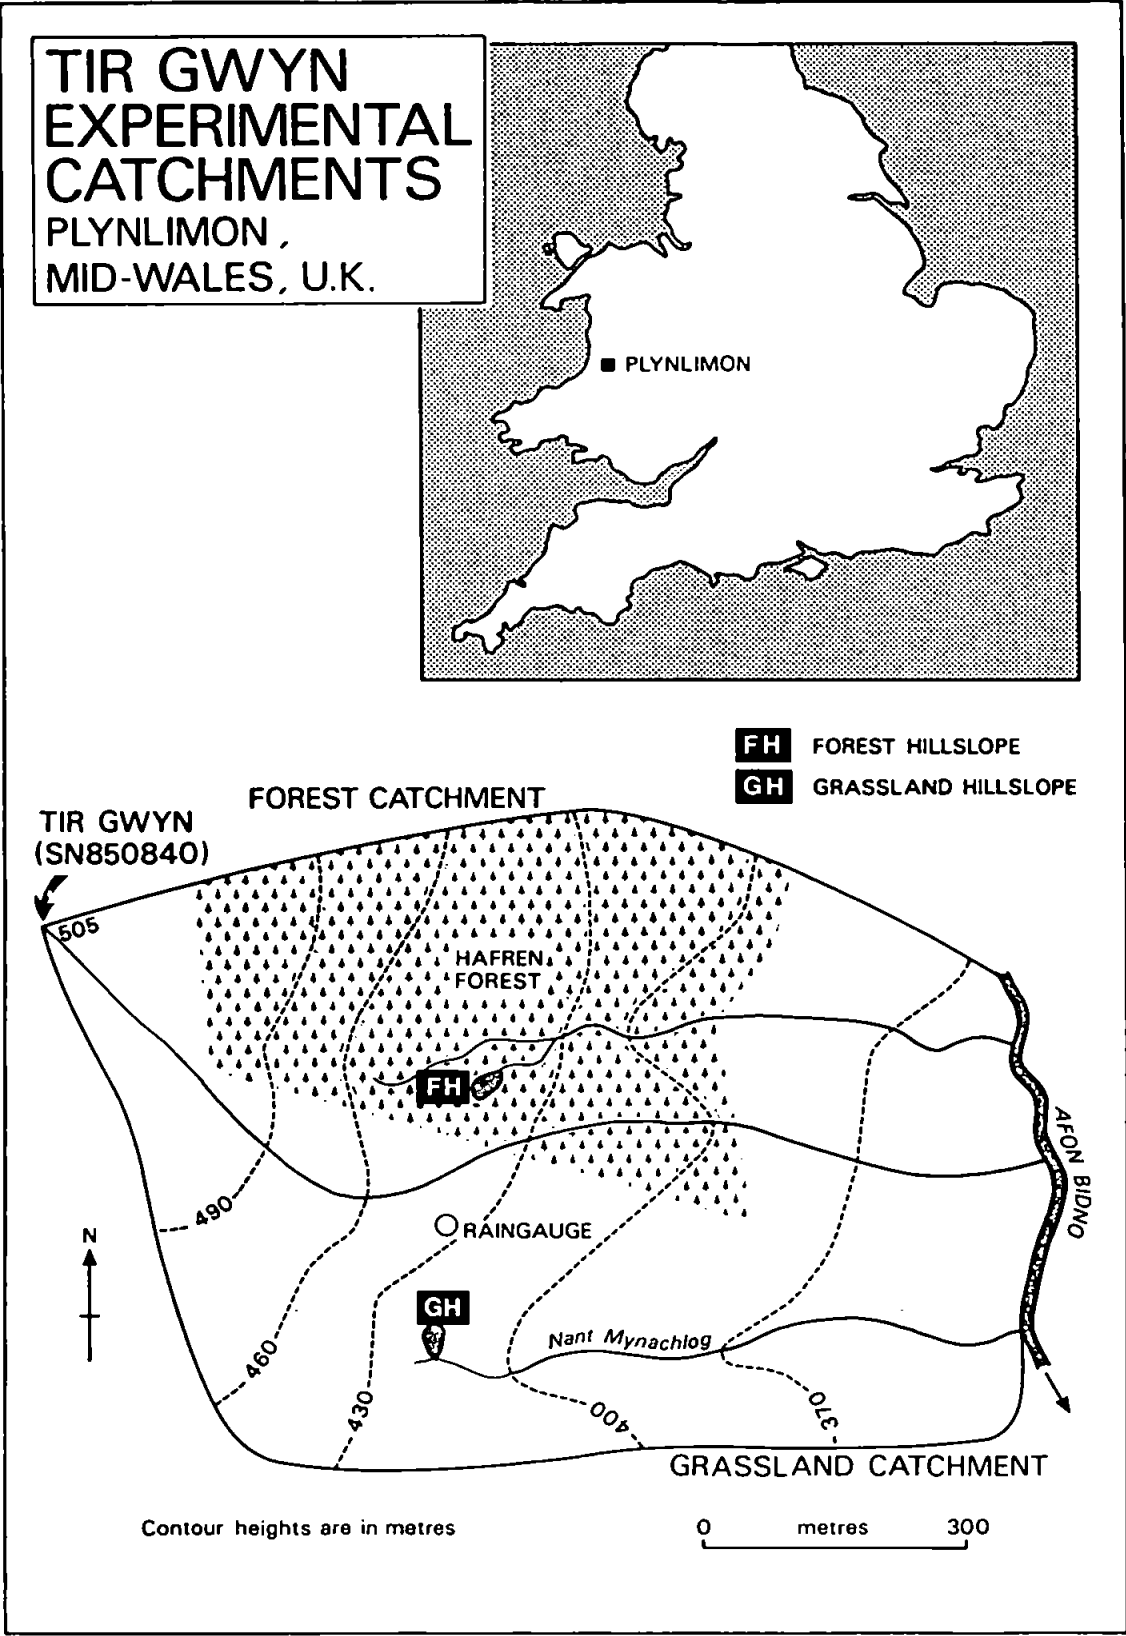 TIR GWYN
EXPERIMENTAL
CATCHMENTS
PLYNLIMON,
MID-WALES, U.K.
PLYNLIMON
FH FOREST HILLSLOPE
GH GRASSLAND HILLSLOPE
FOREST CATCHMENT
TIR GWYN
(SN850840)
505
HAFREN
FOREST
FH
AFON BIDNO
490
N
RAINGAUGE
GH
Nant Mynachlog
460
430
400
370
GRASSLAND CATCHMENT
Contour heights are in metres
0 metres 300